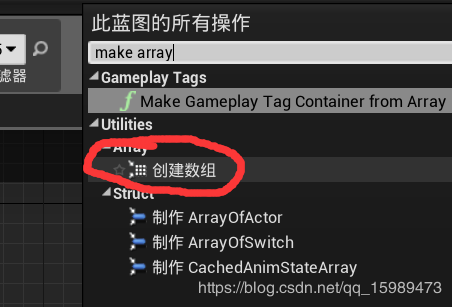 此蓝图的所有操作
5
滤器
make array
Gameplay Tags
Make Gameplay Tag Container from Array
Utilities
Array
创建数组
Struct
制作 ArrayOfActor
制作 ArrayOfSwitch
制作 CachedAnimStateArray
https://blog.csdn.net/qq_15989473